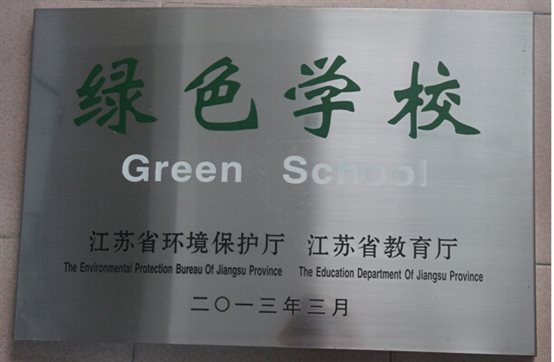 绿色学校
Green School
江苏省环境保护厅 江苏省教育厅
The Environmental Protection Bureau Of Jiangsu Province The Education Department Of Jiangsu Province
二〇一三年三月